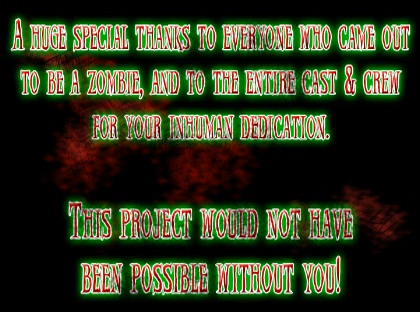 A huge special thanks to everyone who came out
to be a zombie, and to the entire cast & crew
for your inhuman dedication.
This project would not have
been possible without you!